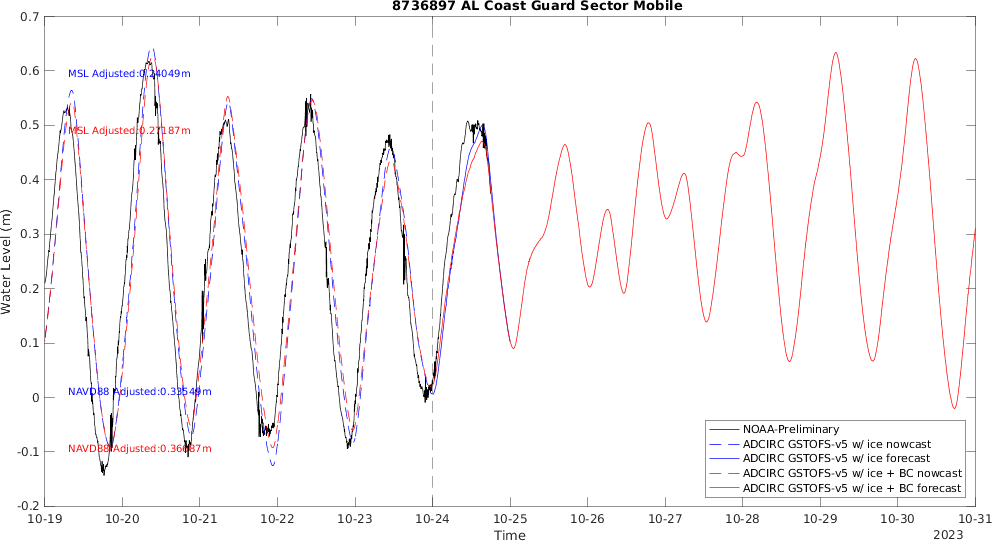 8736897 AL Coast Guard Sector Mobile
0.7
0.6
0.5
0.4
0.3
0.2
0.1
0
-0.1
-0.2
Water Level (m)
MSL Adjusted:0.24049m
MSL Adjusted:0.27187m
NAVD88 Adjusted:0.33549m
NAVD88 Adjusted:0.36687m
NOAA-Preliminary
ADCIRC GSTOFS-v5 w/ ice nowcast
ADCIRC GSTOFS-v5 w/ ice forecast
ADCIRC GSTOFS-v5 w/ ice + BC nowcast
ADCIRC GSTOFS-v5 w/ ice + BC forecast
10-19 10-20 10-21 10-22 10-23 10-24 10-25 10-26 10-27 10-28 10-29 10-30 10-31
Time
2023